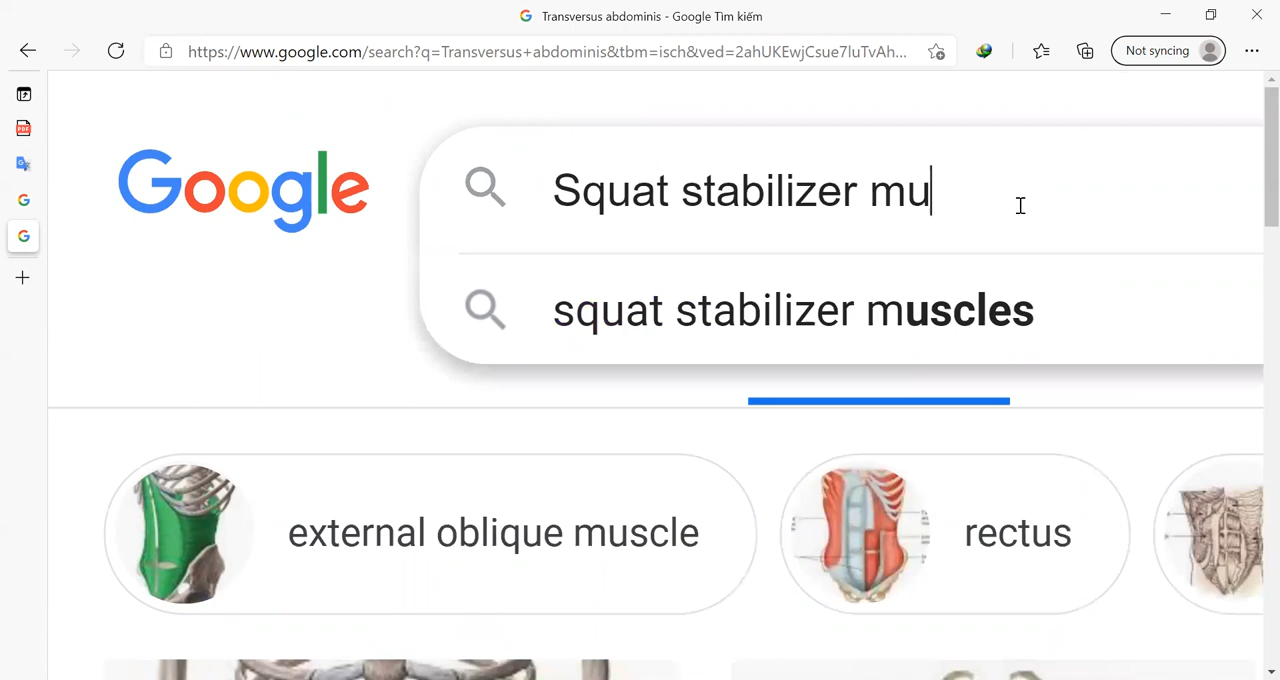 Transversus abdominis - Google Tìm kiếm
https://www.google.com/search?q=Transversus+abdominis&tbm=isch&ved=2ahUKEwjCsue7luTvAh...
Not syncing
PDF
Google
Squat stabilizer mu
squat stabilizer muscles
external oblique muscle
rectus